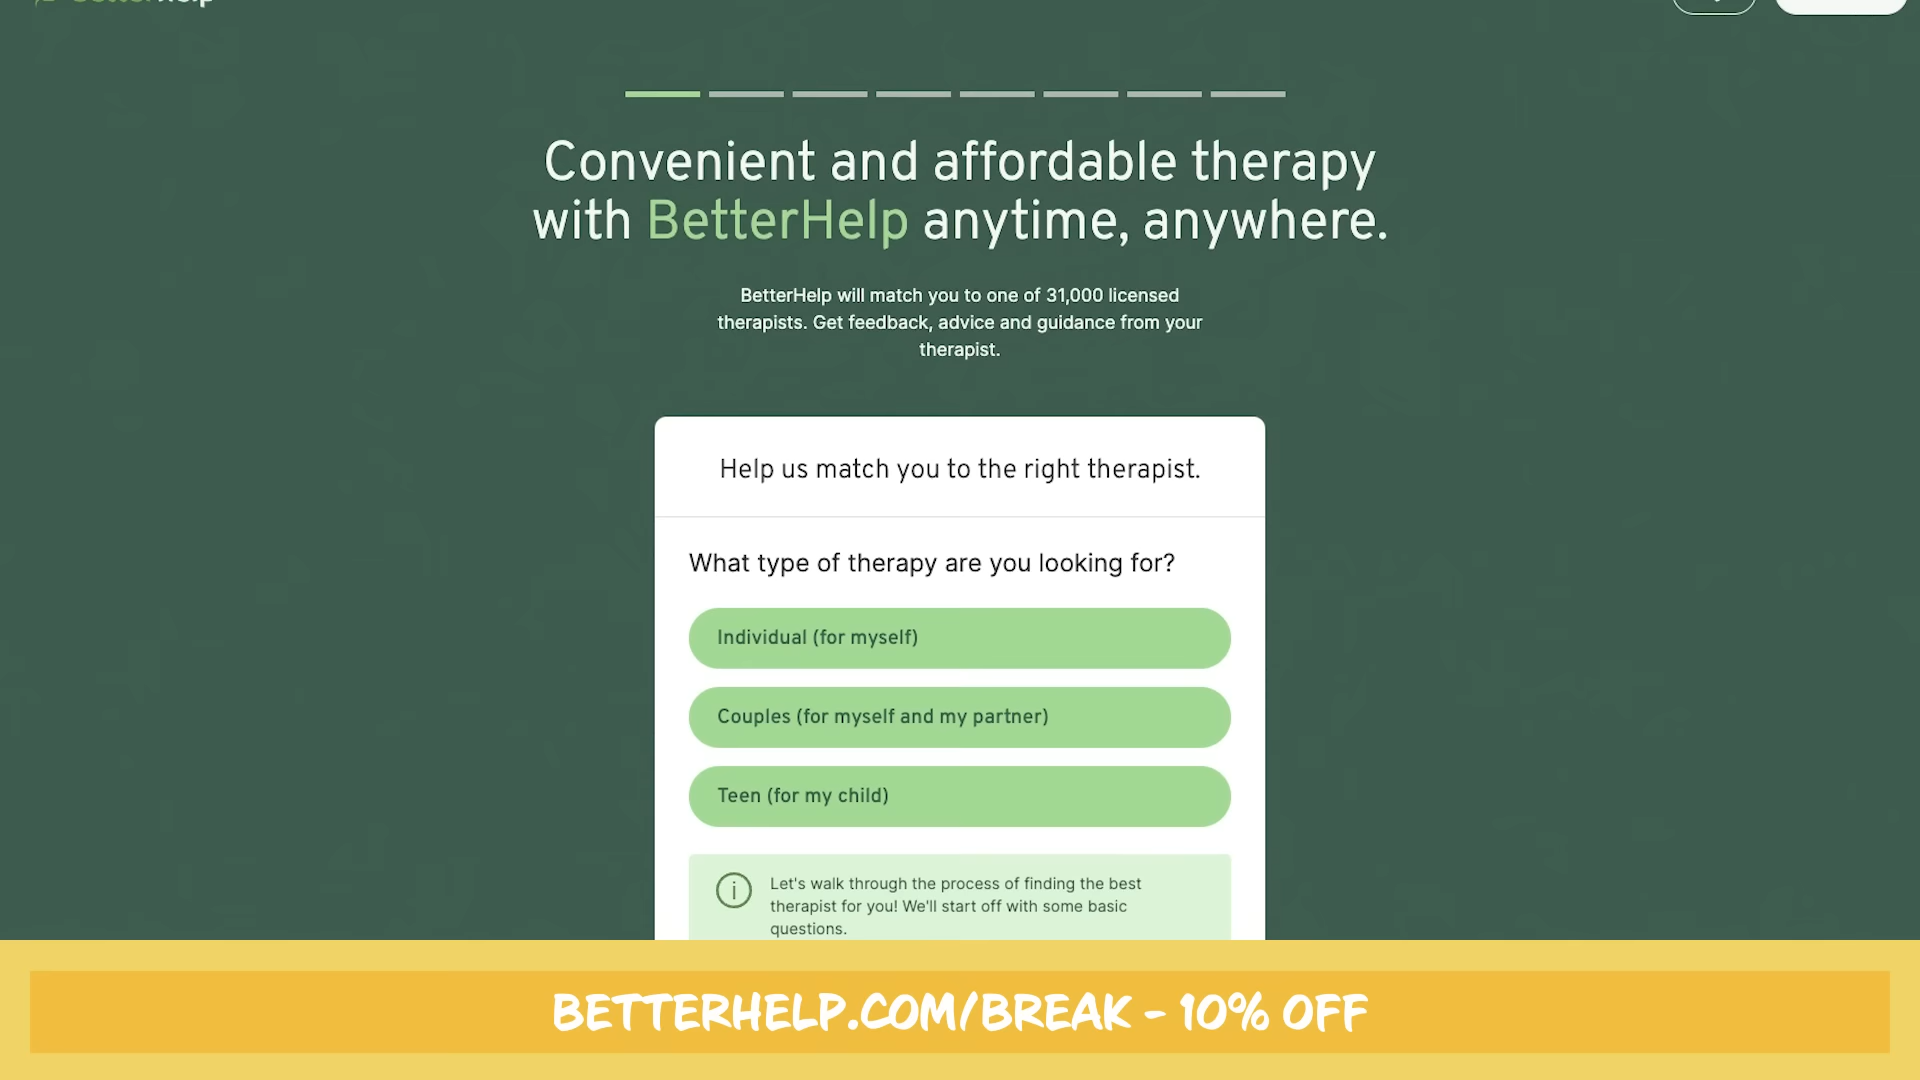 BetterHelp
Convenient and affordable therapy
with BetterHelp anytime, anywhere.
BetterHelp will match you to one of 31,000 licensed
therapists. Get feedback, advice and guidance from your
therapist.
Help us match you to the right therapist.
What type of therapy are you looking for?
Individual (for myself)
Couples (for myself and my partner)
Teen (for my child)
Let's walk through the process of finding the best
therapist for you! We'll start off with some basic
questions.
BETTERHELP.COM/BREAK - 10% OFF